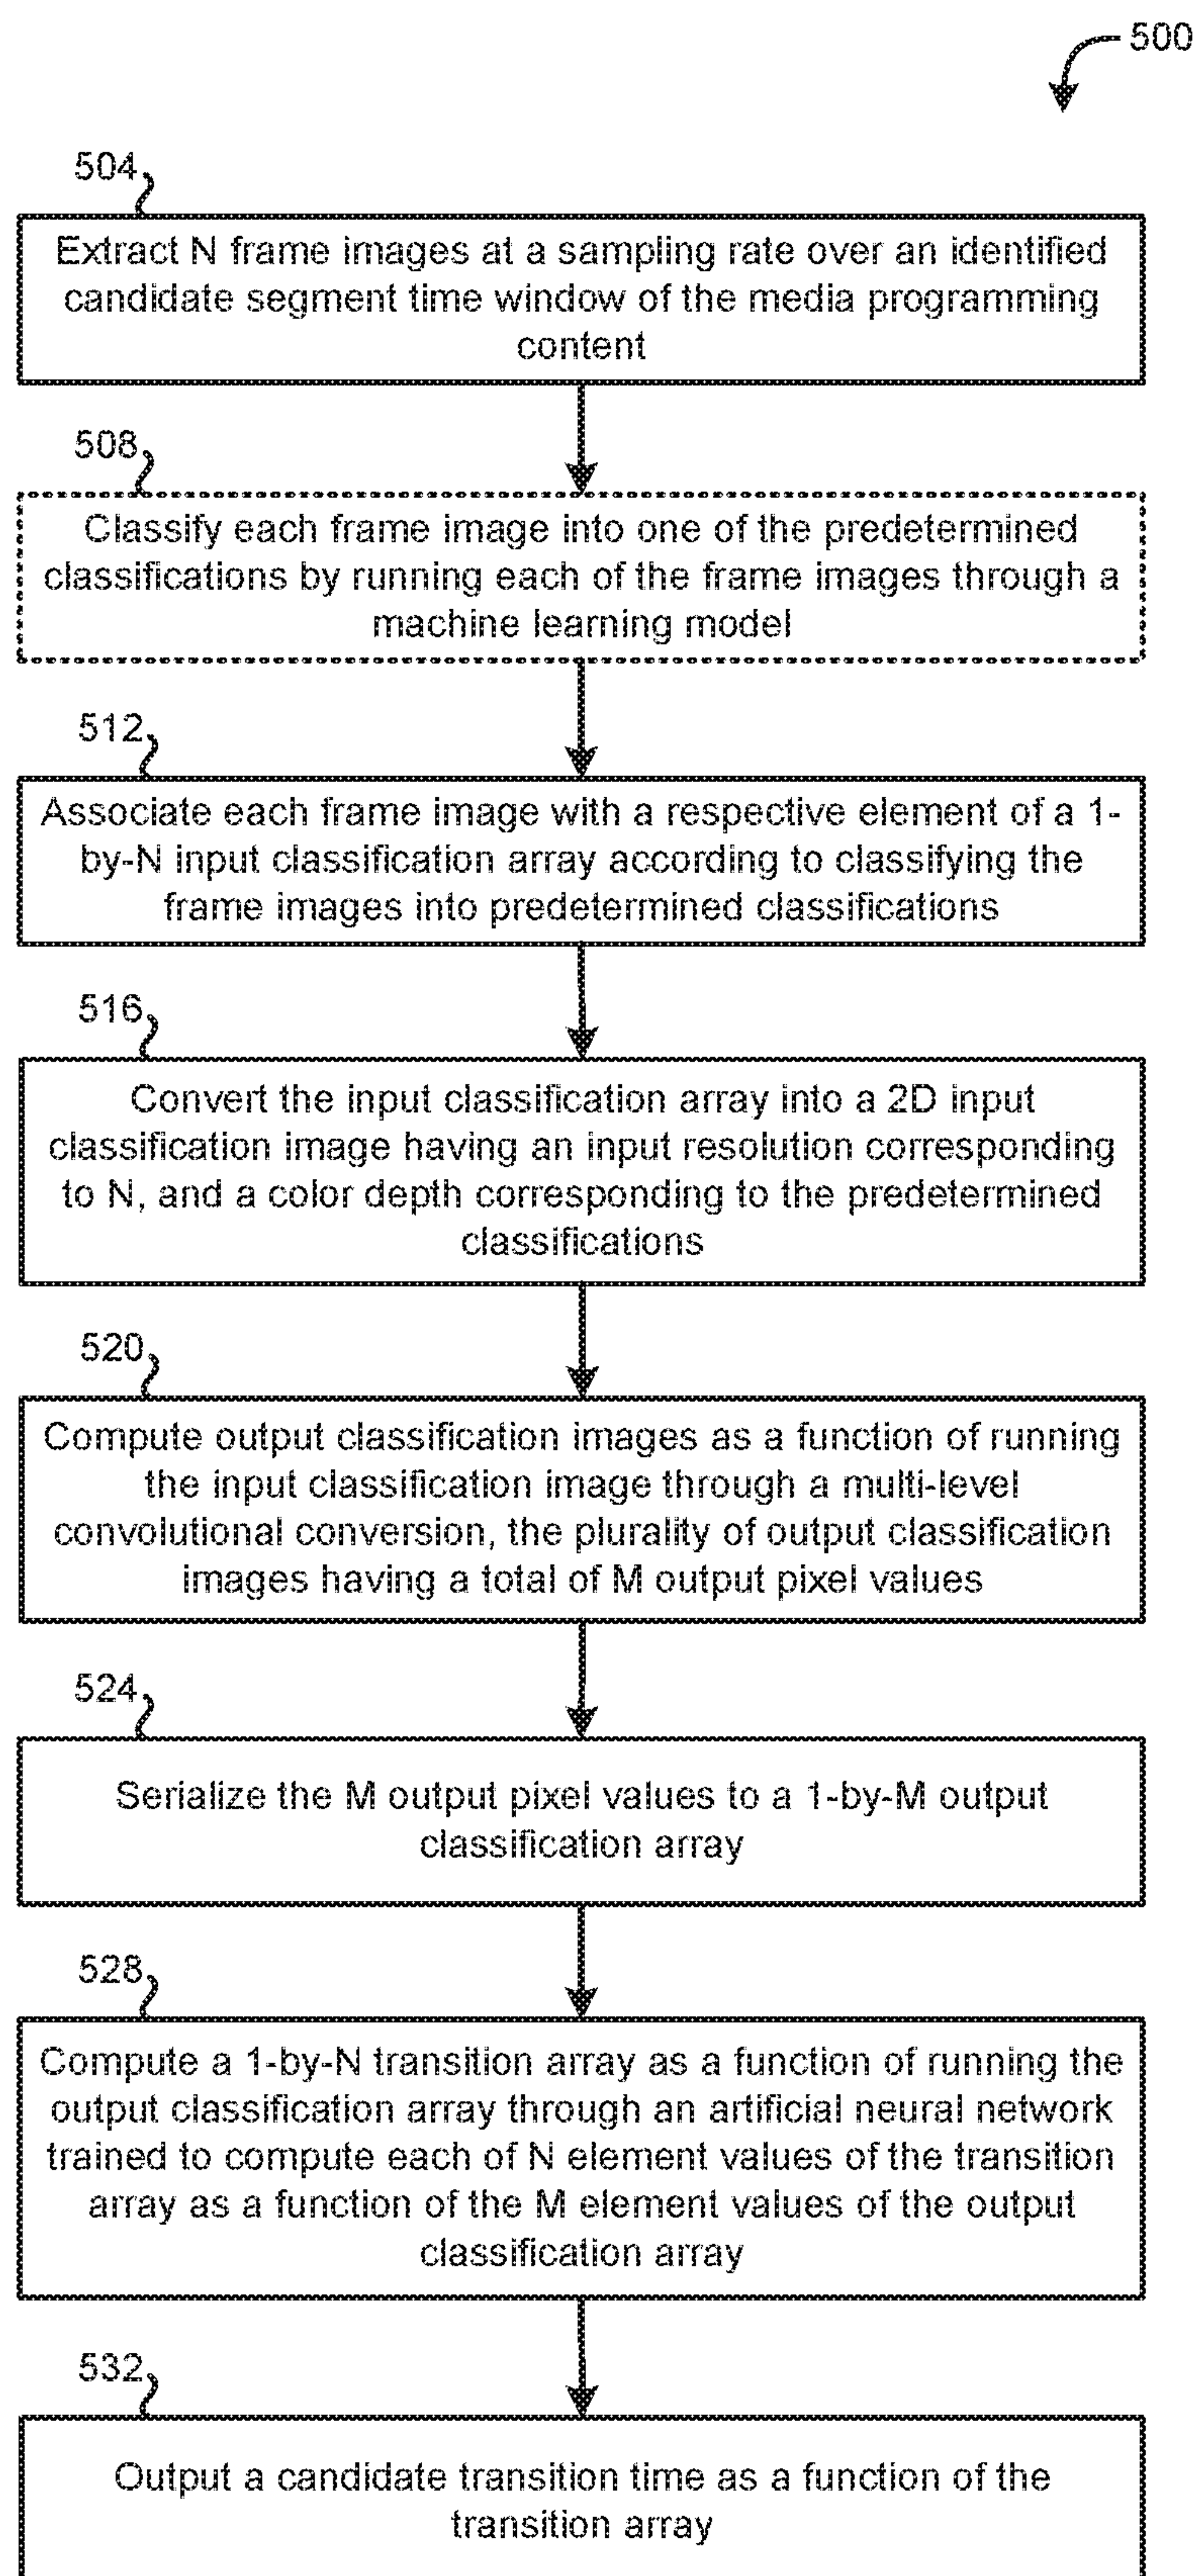 500
504
Extract N frame images at a sampling rate over an identified
candidate segment time window of the media programming
content
508
Classify each frame image into one of the predetermined
classifications by running each of the frame images through a
machine learning model
512
Associate each frame image with a respective element of a 1-
by-N input classification array according to classifying the
frame images into predetermined classifications
516
Convert the input classification array into a 2D input
classification image having an input resolution corresponding
to N, and a color depth corresponding to the predetermined
classifications
520
Compute output classification images as a function of running
the input classification image through a multi-level
convolutional conversion, the plurality of output classification
images having a total of M output pixel values
524
Serialize the M output pixel values to a 1-by-M output
classification array
528
Compute a 1-by-N transition array as a function of running the
output classification array through an artificial neural network
trained to compute each of N element values of the transition
array as a function of the M element values of the output
classification array
532
Output a candidate transition time as a function of the
transition array